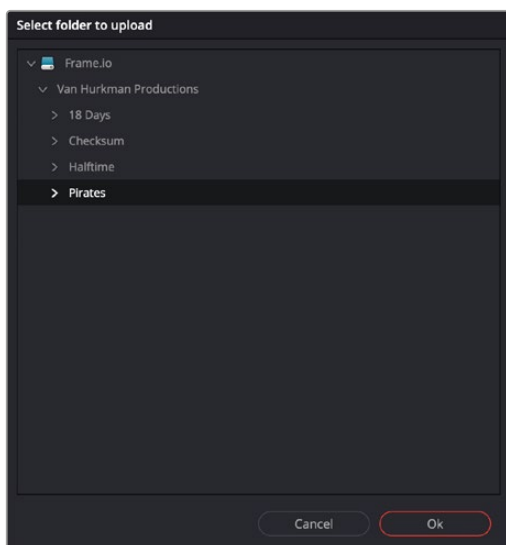 Select folder to upload
Frame.io
Van Hurkman Productions
18 Days
Checksum
Halftime
Pirates
Cancel Ok